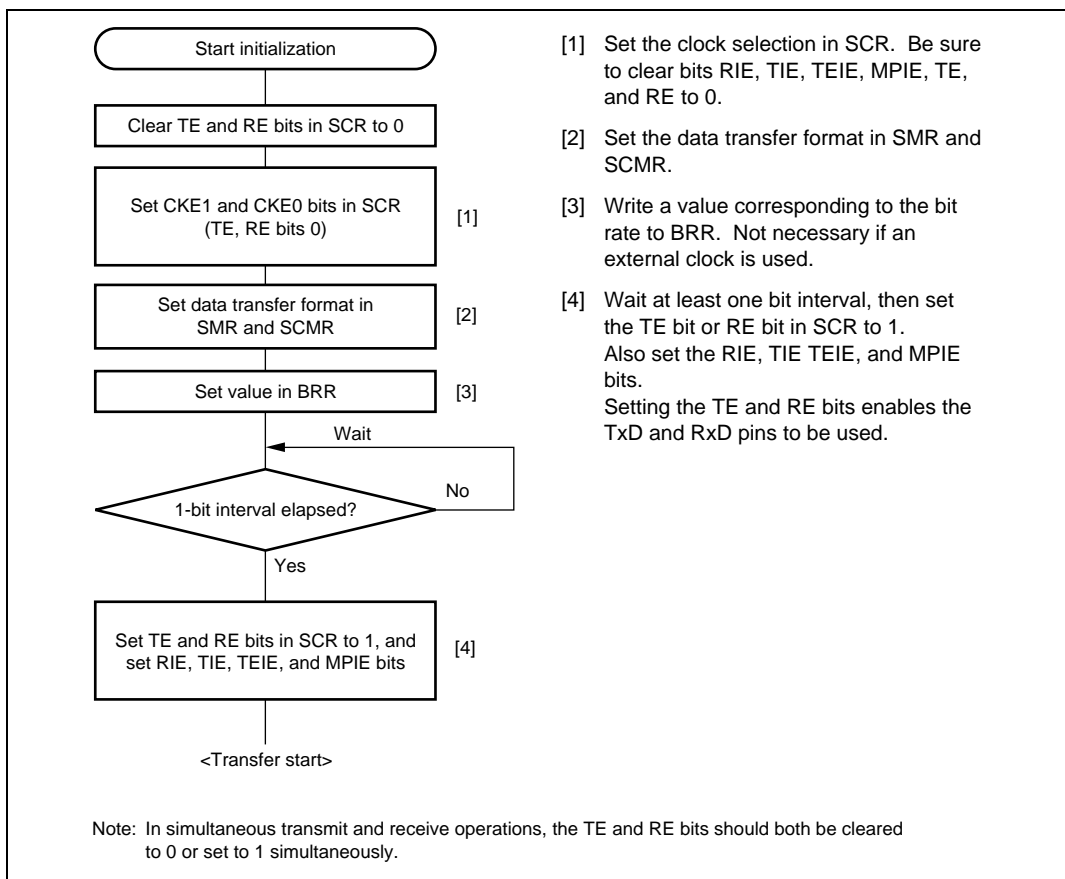 Start initialization
Clear TE and RE bits in SCR to 0
Set CKE1 and CKE0 bits in SCR
(TE, RE bits 0)
[1]
Set data transfer format in
SMR and SCMR
[2]
Set value in BRR
[3]
Wait
No
1-bit interval elapsed?
Yes
Set TE and RE bits in SCR to 1, and
set RIE, TIE, TEIE, and MPIE bits
[4]
<Transfer start>
[1] Set the clock selection in SCR. Be sure
to clear bits RIE, TIE, TEIE, MPIE, TE,
and RE to 0.
[2] Set the data transfer format in SMR and
SCMR.
[3] Write a value corresponding to the bit
rate to BRR. Not necessary if an
external clock is used.
[4] Wait at least one bit interval, then set
the TE bit or RE bit in SCR to 1.
Also set the RIE, TIE TEIE, and MPIE
bits.
Setting the TE and RE bits enables the
TxD and RxD pins to be used.
Note: In simultaneous transmit and receive operations, the TE and RE bits should both be cleared
to 0 or set to 1 simultaneously.